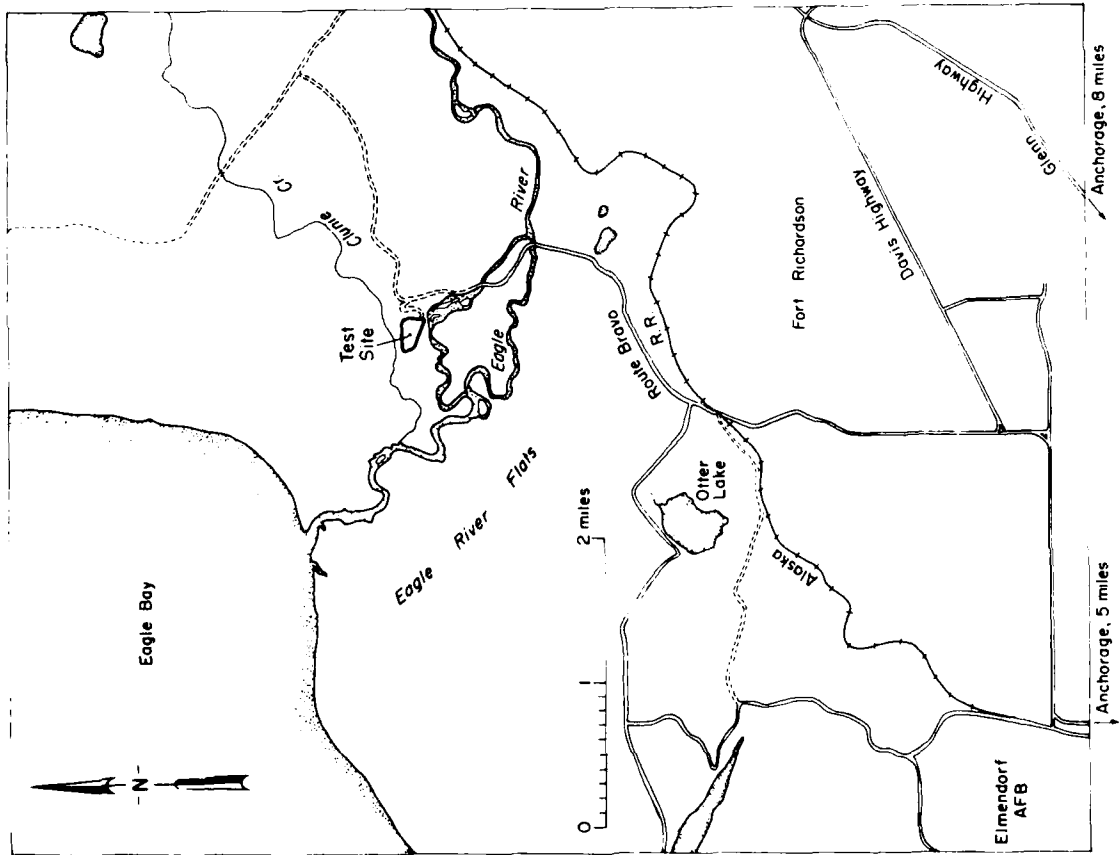 Eagle Bay
-N-
Clunie Cr.
Test
Site
River
Eagle
Eagle River Flats
2 miles
1
0
Route Bravo
R.R.
Otter
Lake
Alaska
Fort Richardson
Davis Highway
Glenn Highway
Elmendorf
AFB
Anchorage, 5 miles
Anchorage, 8 miles